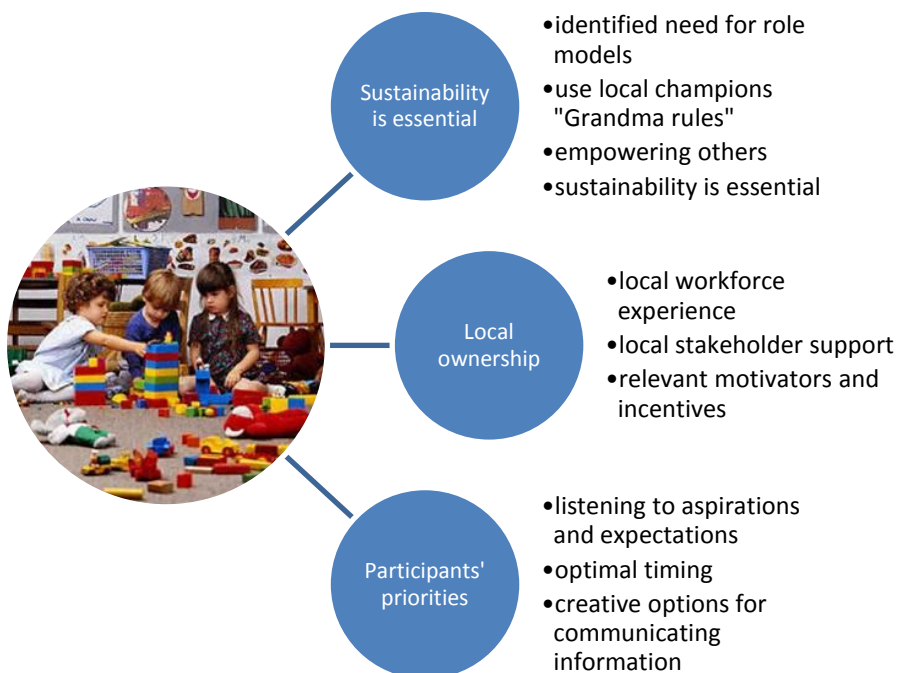 Sustainability
is essential
•identified need for role
models
•use local champions
"Grandma rules"
•empowering others
•sustainability is essential
Local
ownership
•local workforce
experience
•local stakeholder support
•relevant motivators and
incentives
Participants'
priorities
•listening to aspirations
and expectations
•optimal timing
•creative options for
communicating
information